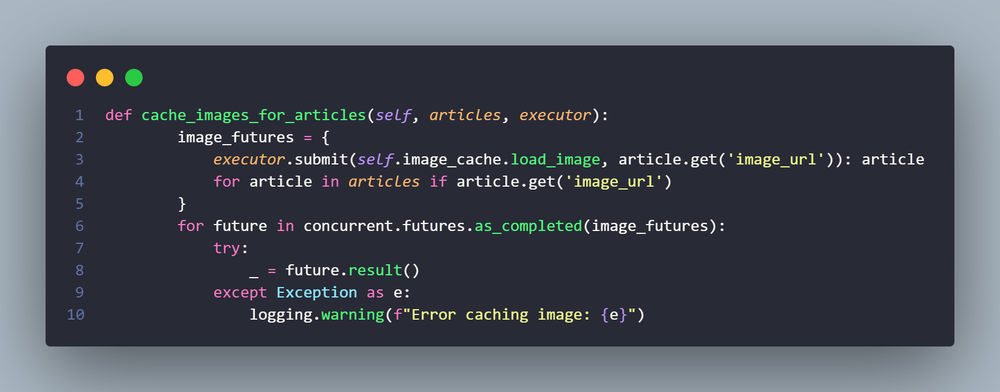 1 def cache_images_for_articles(self, articles, executor):
2         image_futures = {
3             executor.submit(self.image_cache.load_image, article.get('image_url')): article
4             for article in articles if article.get('image_url')
5         }
6         for future in concurrent.futures.as_completed(image_futures):
7             try:
8                 _ = future.result()
9             except Exception as e:
10                 logging.warning(f"Error caching image: {e}")